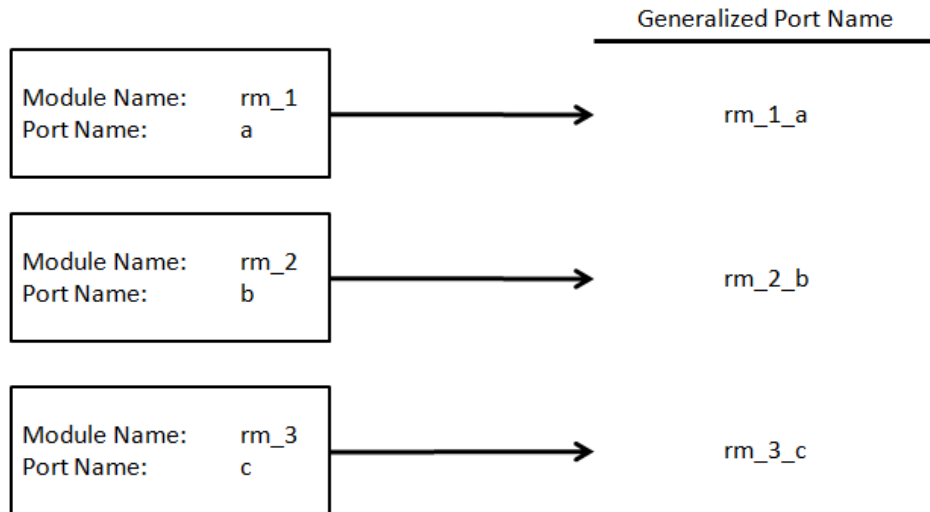 Generalized Port Name
Module Name: rm_1
Port Name: a
rm_1_a
Module Name: rm_2
Port Name: b
rm_2_b
Module Name: rm_3
Port Name: c
rm_3_c